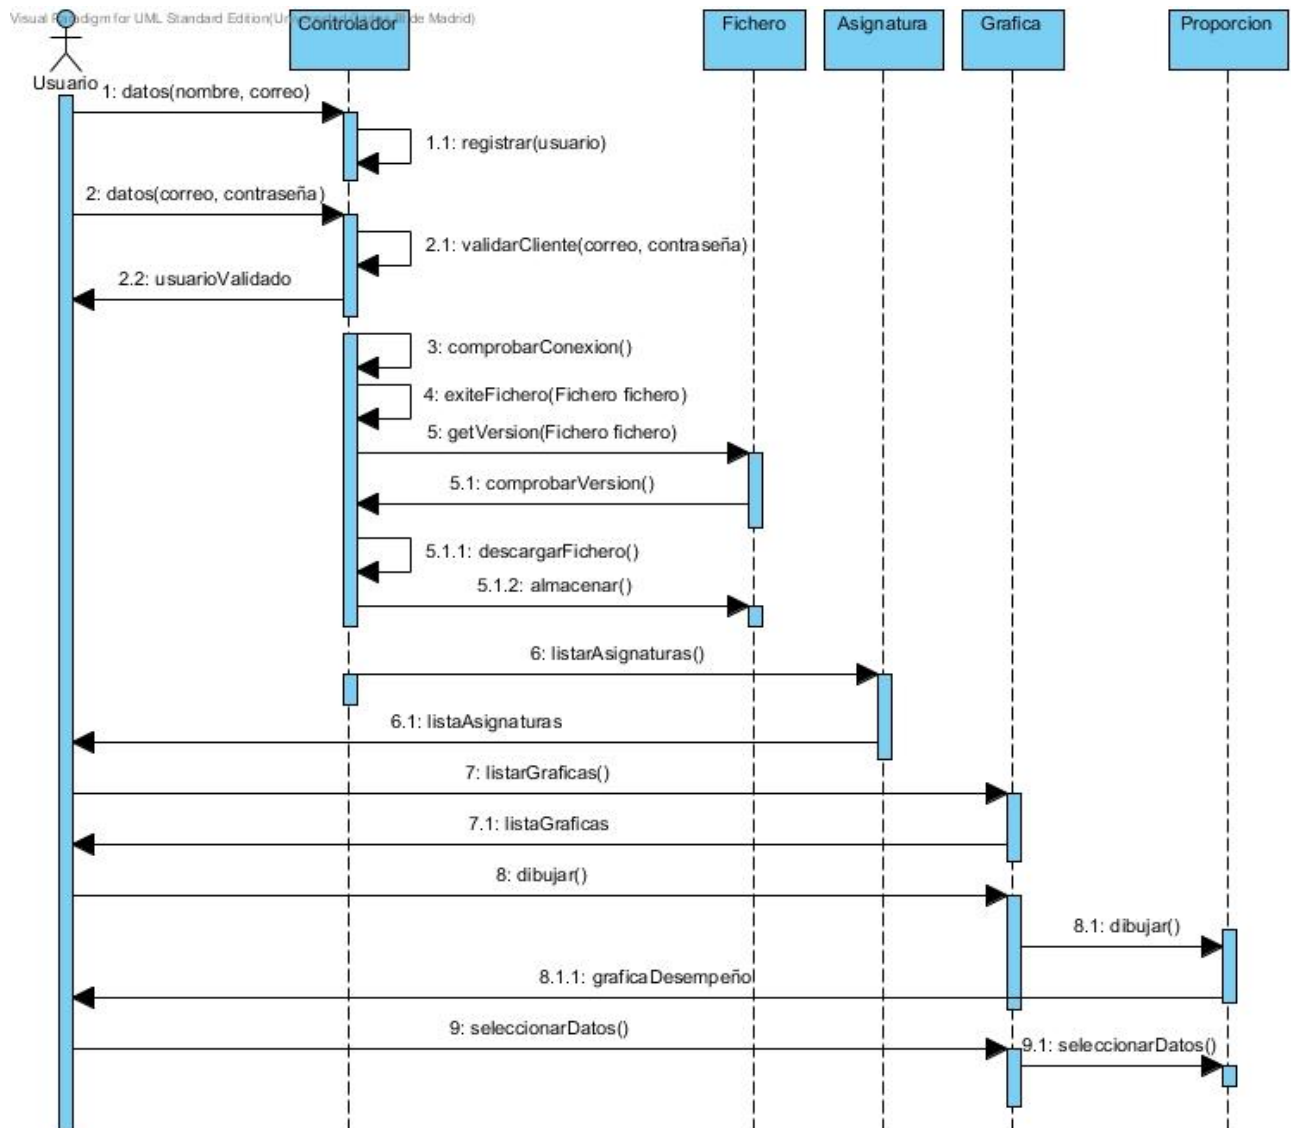 Visual Paradigm for UML Standard Edition(Universidad Carlos III de Madrid)
Controlador
Fichero
Asignatura
Grafica
Proporcion
Usuario
1: datos(nombre, correo)
1.1: registrar(usuario)
2: datos(correo, contraseña)
2.1: validarCliente(correo, contraseña)
2.2: usuarioValidado
3: comprobarConexion()
4: exiteFichero(Fichero fichero)
5: getVersion(Fichero fichero)
5.1: comprobarVersion()
5.1.1: descargarFichero()
5.1.2: almacenar()
6: listarAsignaturas()
6.1: listaAsignaturas
7: listarGraficas()
7.1: listaGraficas
8: dibujar()
8.1: dibujar()
8.1.1: graficaDesempeño
9: seleccionarDatos()
9.1: seleccionarDatos()